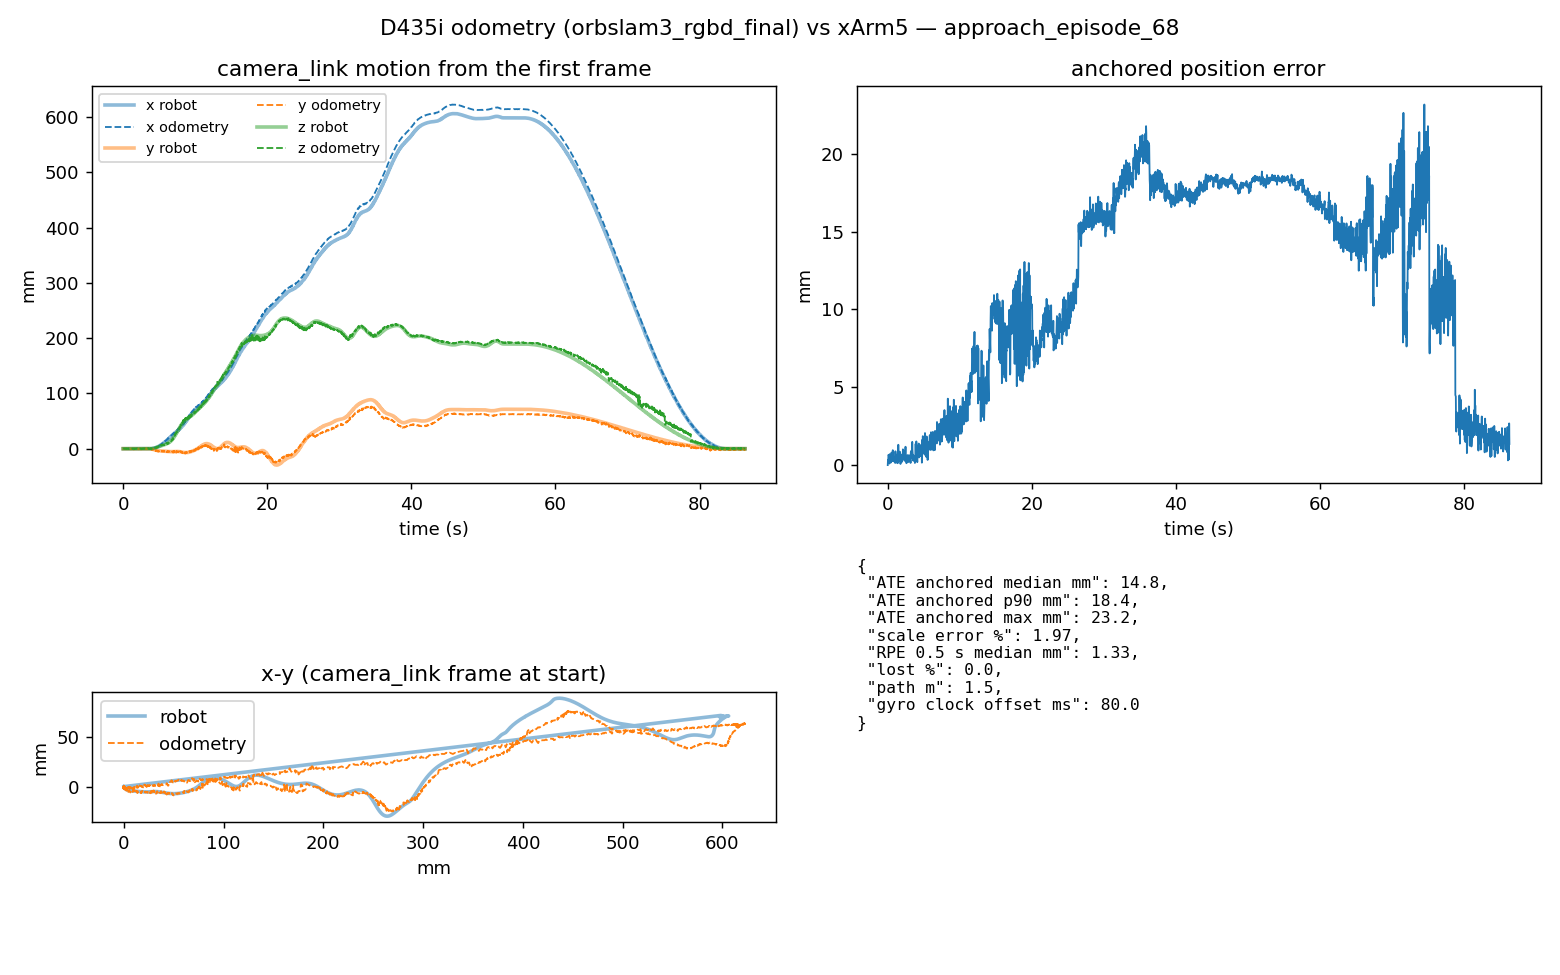 D435i odometry (orbslam3_rgbd_final) vs xArm5 — approach_episode_68
camera_link motion from the first frame
x robot
x odometry
y robot
y odometry
z robot
z odometry
600
500
400
300
200
100
0
mm
0 20 40 60 80
time (s)
anchored position error
20
15
10
5
0
mm
0 20 40 60 80
time (s)
x-y (camera_link frame at start)
robot
odometry
50
0
mm
0 100 200 300 400 500 600
mm
{
"ATE anchored median mm": 14.8,
"ATE anchored p90 mm": 18.4,
"ATE anchored max mm": 23.2,
"scale error %": 1.97,
"RPE 0.5 s median mm": 1.33,
"lost %": 0.0,
"path m": 1.5,
"gyro clock offset ms": 80.0
}